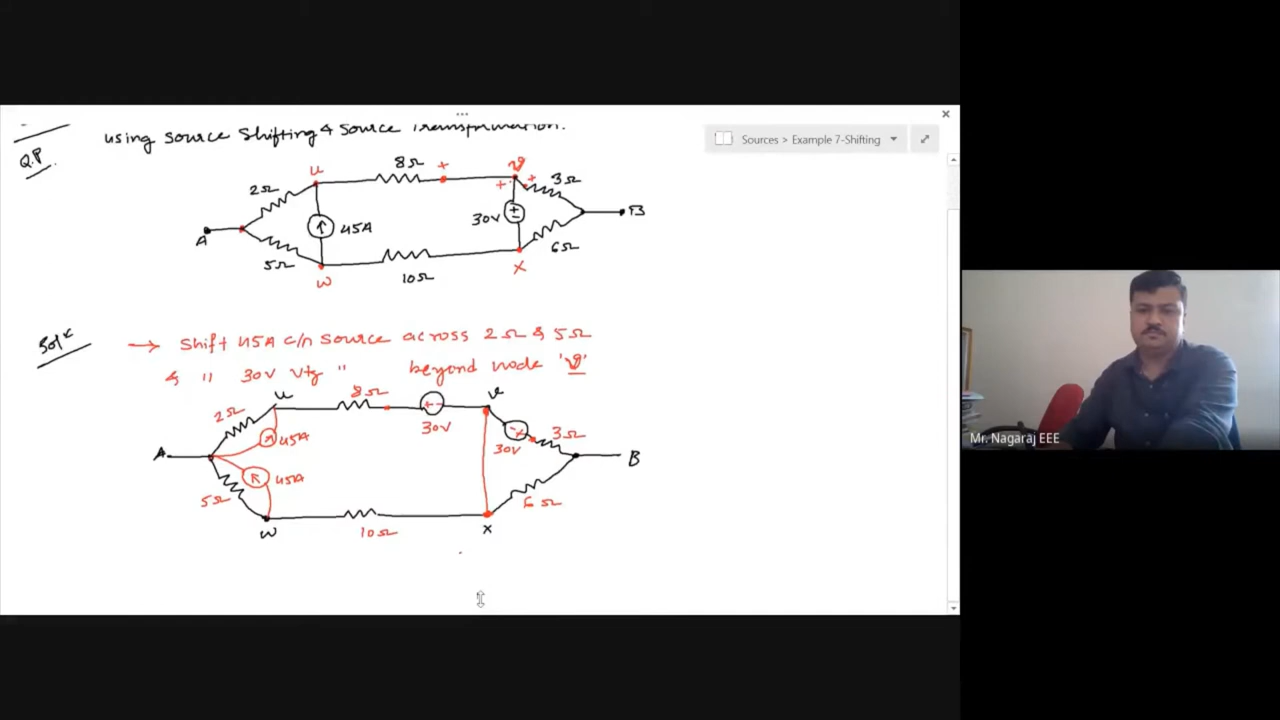 using source shifting & source Transformation.
Sources > Example 7-Shifting
Q.P
u
8Ω
+
v
2Ω
+
+
3Ω
A
45A
30V
B
5Ω
6Ω
w
10Ω
x
Sol
→ Shift 45A c/n source across 2Ω & 5Ω
& " 30V Vtg " beyond node 'v'
u
8Ω
v
2Ω
45A
30V
30V
3Ω
A
B
5Ω
45A
6Ω
w
10Ω
x
Mr. Nagaraj EEE